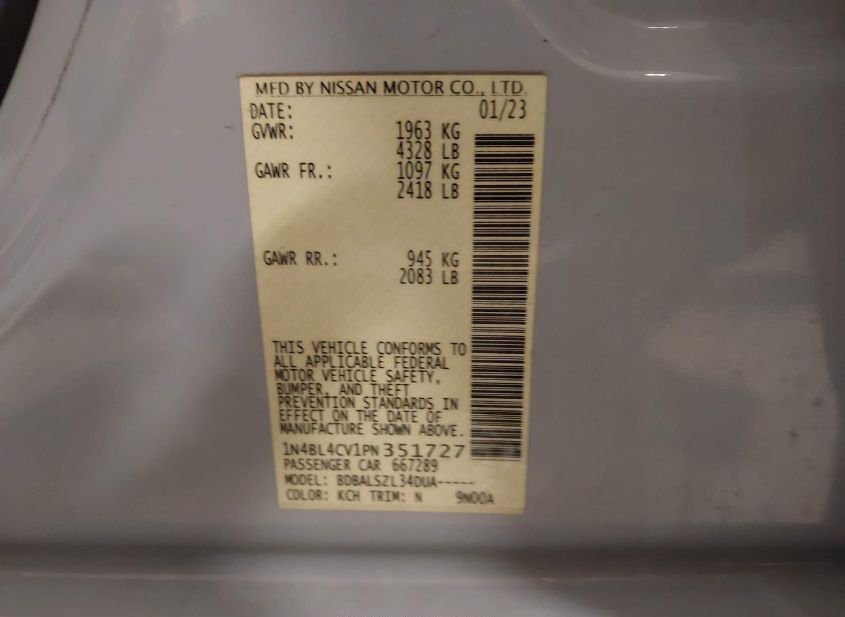 MFD BY NISSAN MOTOR CO., LTD.
DATE: 01/23
GVWR: 1963 KG
4328 LB
GAWR FR.: 1097 KG
2418 LB
GAWR RR.: 945 KG
2083 LB
THIS VEHICLE CONFORMS TO
ALL APPLICABLE FEDERAL
MOTOR VEHICLE SAFETY,
BUMPER, AND THEFT
PREVENTION STANDARDS IN
EFFECT ON THE DATE OF
MANUFACTURE SHOWN ABOVE.
1N4BL4CV1PN351727
PASSENGER CAR 667289
MODEL: BDBALSZL34DUA-----
COLOR: KCH TRIM: N 9N00A